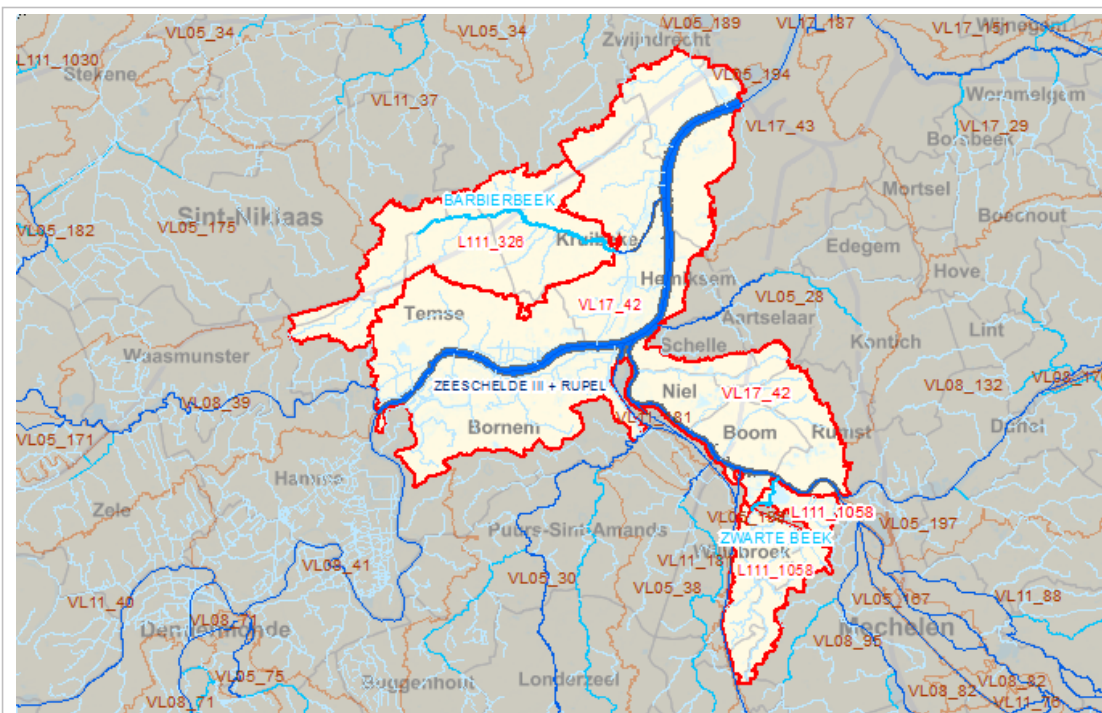 VL05_34
VL05_34
VL05_189
VL17_187
Zwijndrecht
L111_1030
Stekene
VL05_194
VL11_37
Wommelgem
VL17_43
VL17_29
Borsbeek
Mortsel
BARBIERBEEK
Sint-Niklaas
Boechout
VL05_182
VL05_175
L111_326
Kruibeke
Edegem
Hove
Hemiksem
VL05_28
VL17_42
Temse
Aartselaar
Lint
Kontich
Schelle
Waasmunster
ZEESCHELDE III + RUPEL
Niel
VL17_42
VL08_132
VL08_39
Bornem
Boom
Rumst
Duffel
VL05_171
Hamme
Zele
L111_1058
VL05_197
Puurs-Sint-Amands
ZWARTE BEEK
Willebroek
L111_1058
VL05_30
VL05_38
VL11_40
VL05_167
VL11_88
Dendermonde
Mechelen
VL08_95
VL05_75
Buggenhout
Londerzeel
VL08_82
VL08_82
VL08_71